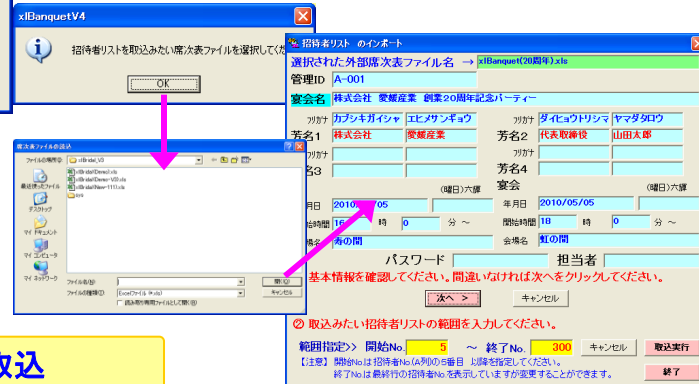 xlBanquetV4
招待者リストを取込みたい席次表ファイルを選択してくだ
OK
席次表ファイルの読込
ファイルの場所(I):
xlBridal_V3
最近使ったファイル
デスクトップ
マイ ドキュメント
マイ コンピュータ
マイ ネットワーク
xlBridal(Demo).xls
xlBridal(Demo-V3).xls
xlBridal(New-111).xls
sys
ファイル名(N):
開く(O)
ファイルの種類(T):
Excelファイル (*.xls)
キャンセル
読み取り専用ファイルとして開く(R)
取込
招待者リスト のインポート
選択された外部席次表ファイル名 → xlBanquet(20周年).xls
管理ID A-001
宴会名 株式会社 愛媛産業 創業20周年記念パーティー
フリガナ カブシキガイシャ エヒメサンギョウ フリガナ ダイヒョウトリシマ ヤマダタロウ
芳名1 株式会社 愛媛産業 芳名2 代表取締役 山田太郎
フリガナ フリガナ
名3 芳名4
(曜日)六輝 宴会 (曜日)六輝
月日 2010/05/05 年月日 2010/05/05
始時間 16 時 0 分 ～ 開始時間 18 時 0 分 ～
場名 寿の間 会場名 虹の間
パスワード 担当者
基本情報を確認してください。間違いなければ次へをクリックしてください。
次へ > キャンセル
② 取込みたい招待者リストの範囲を入力してください。
範囲指定>> 開始No. 5 ～ 終了No. 300 キャンセル 取込実行
【注意】 開始No.は招待者No.(A列)の5番目 以降を指定してください。
終了No.は最終行の招待者No.を表示していますが変更することができます。
終了